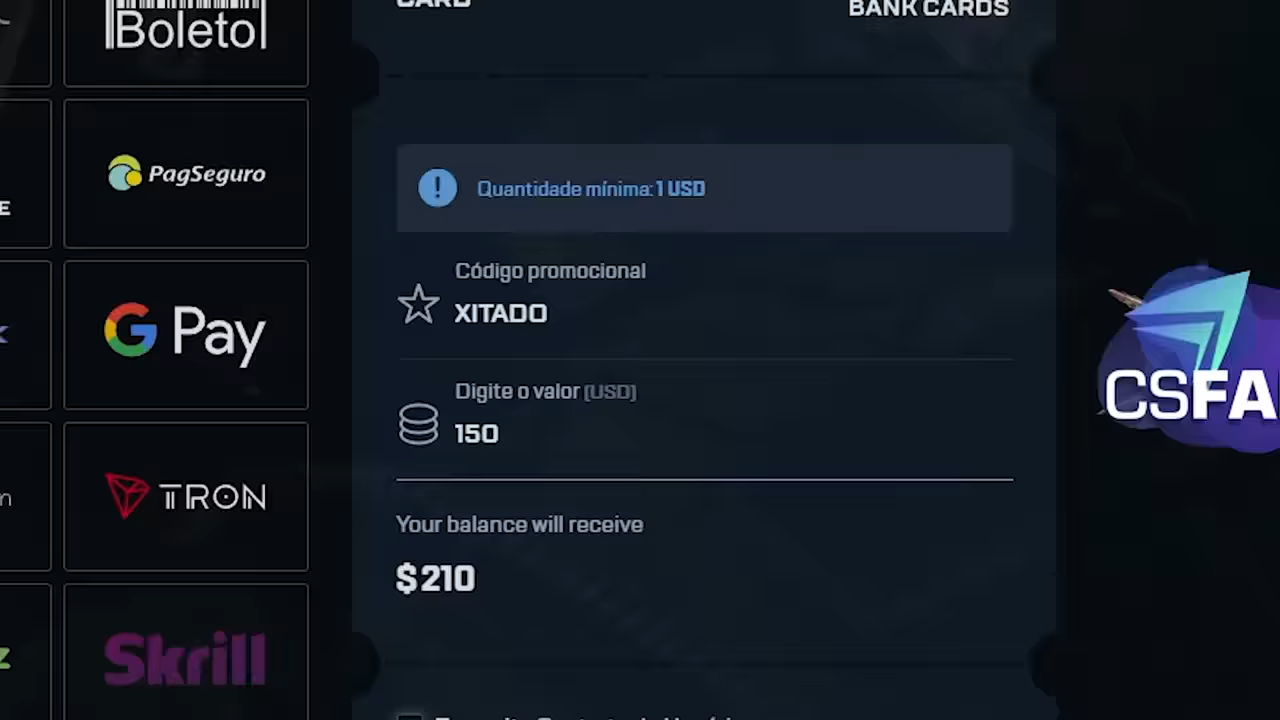 CARD
BANK CARDS
Boleto
PagSeguro
E
G Pay
TRON
n
Skrill
Quantidade mínima: 1 USD
Código promocional
XITADO
Digite o valor (USD)
150
Your balance will receive
$210
CSFA